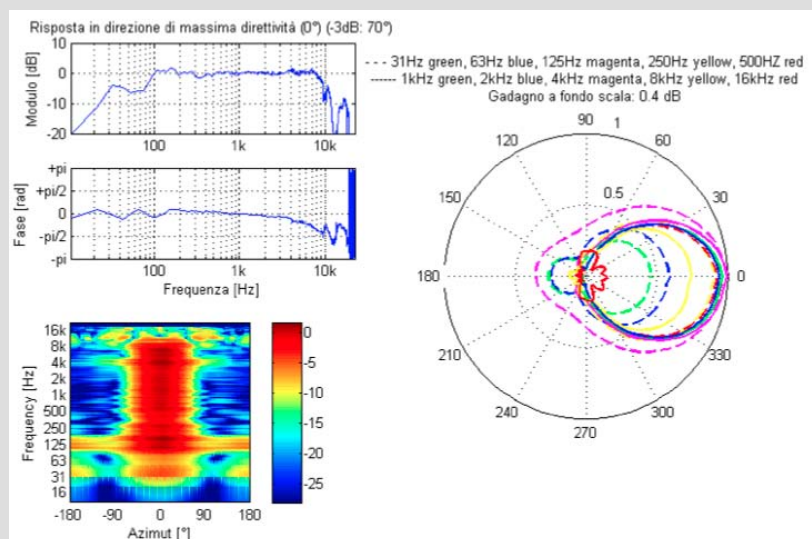 Risposta in direzione di massima direttività (0°) (-3dB: 70°)
Modulo [dB]
10
0
-10
-20
100
1k
10k
Fase [rad]
+pi
+pi/2
0
-pi/2
-pi
100
1k
10k
Frequenza [Hz]
Frequency [Hz]
16k
8k
4k
2k
1k
500
250
125
63
31
16
-180
-90
0
90
180
Azimut [°]
0
-5
-10
-15
-20
-25
- - - 31Hz green, 63Hz blue, 125Hz magenta, 250Hz yellow, 500HZ red
------ 1kHz green, 2kHz blue, 4kHz magenta, 8kHz yellow, 16kHz red
Gadagno a fondo scala: 0.4 dB
90
1
120
60
0.5
150
30
180
0
210
330
240
300
270